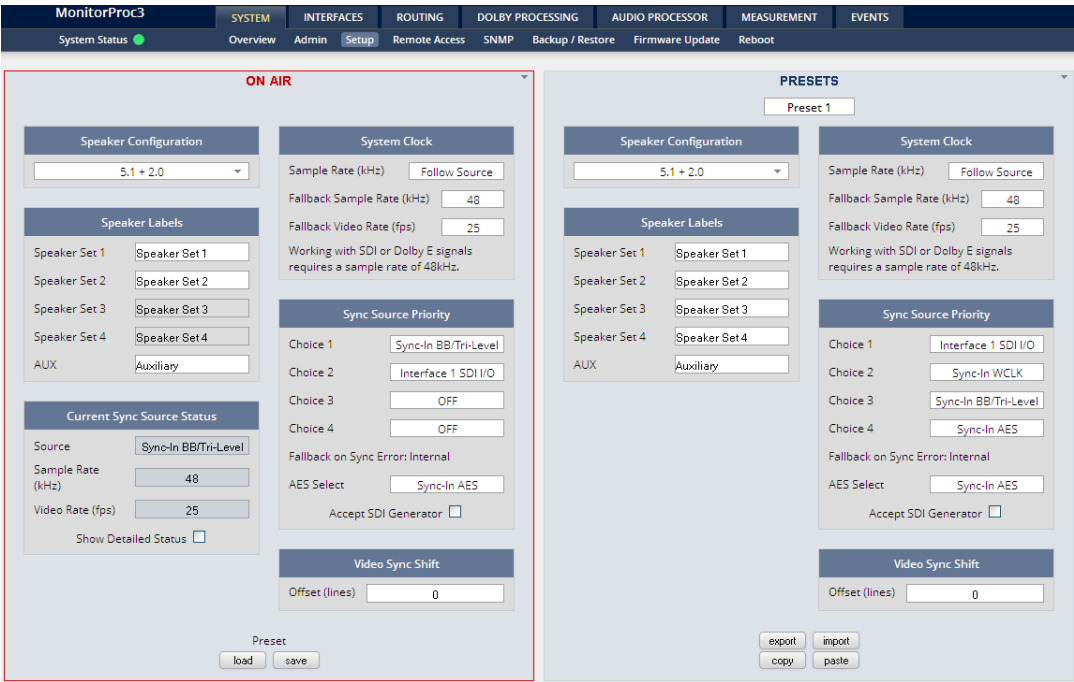 MonitorProc3
SYSTEM INTERFACES ROUTING DOLBY PROCESSING AUDIO PROCESSOR MEASUREMENT EVENTS
System Status Overview Admin Setup Remote Access SNMP Backup / Restore Firmware Update Reboot
ON AIR
Speaker Configuration
5.1 + 2.0
Speaker Labels
Speaker Set 1 Speaker Set 1
Speaker Set 2 Speaker Set 2
Speaker Set 3 Speaker Set 3
Speaker Set 4 Speaker Set 4
AUX Auxiliary
Current Sync Source Status
Source Sync-In BB/Tri-Level
Sample Rate
(kHz) 48
Video Rate (fps) 25
Show Detailed Status
System Clock
Sample Rate (kHz) Follow Source
Fallback Sample Rate (kHz) 48
Fallback Video Rate (fps) 25
Working with SDI or Dolby E signals
requires a sample rate of 48kHz.
Sync Source Priority
Choice 1 Sync-In BB/Tri-Level
Choice 2 Interface 1 SDI I/O
Choice 3 OFF
Choice 4 OFF
Fallback on Sync Error: Internal
AES Select Sync-In AES
Accept SDI Generator
Video Sync Shift
Offset (lines) 0
Preset
load save
PRESETS
Preset 1
Speaker Configuration
5.1 + 2.0
Speaker Labels
Speaker Set 1 Speaker Set 1
Speaker Set 2 Speaker Set 2
Speaker Set 3 Speaker Set 3
Speaker Set 4 Speaker Set 4
AUX Auxiliary
System Clock
Sample Rate (kHz) Follow Source
Fallback Sample Rate (kHz) 48
Fallback Video Rate (fps) 25
Working with SDI or Dolby E signals
requires a sample rate of 48kHz.
Sync Source Priority
Choice 1 Interface 1 SDI I/O
Choice 2 Sync-In WCLK
Choice 3 Sync-In BB/Tri-Level
Choice 4 Sync-In AES
Fallback on Sync Error: Internal
AES Select Sync-In AES
Accept SDI Generator
Video Sync Shift
Offset (lines) 0
export import
copy paste